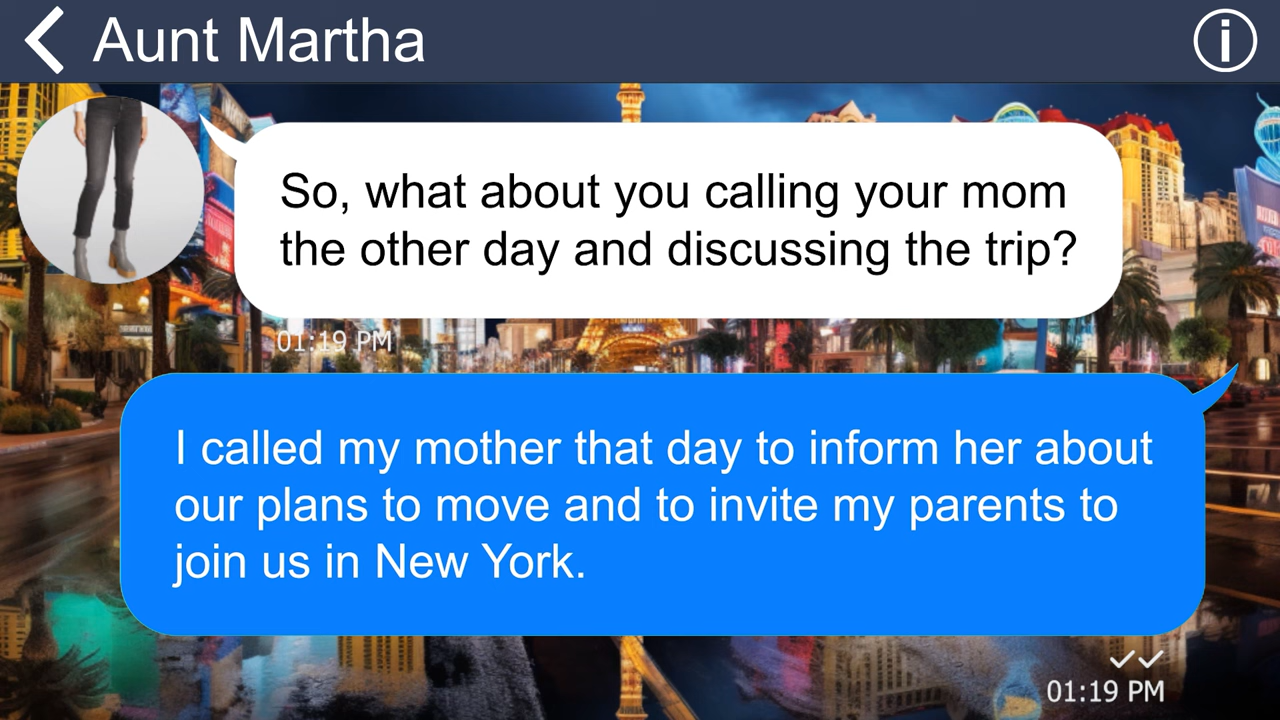 Aunt Martha
So, what about you calling your mom
the other day and discussing the trip?
01:19 PM
I called my mother that day to inform her about
our plans to move and to invite my parents to
join us in New York.
01:19 PM